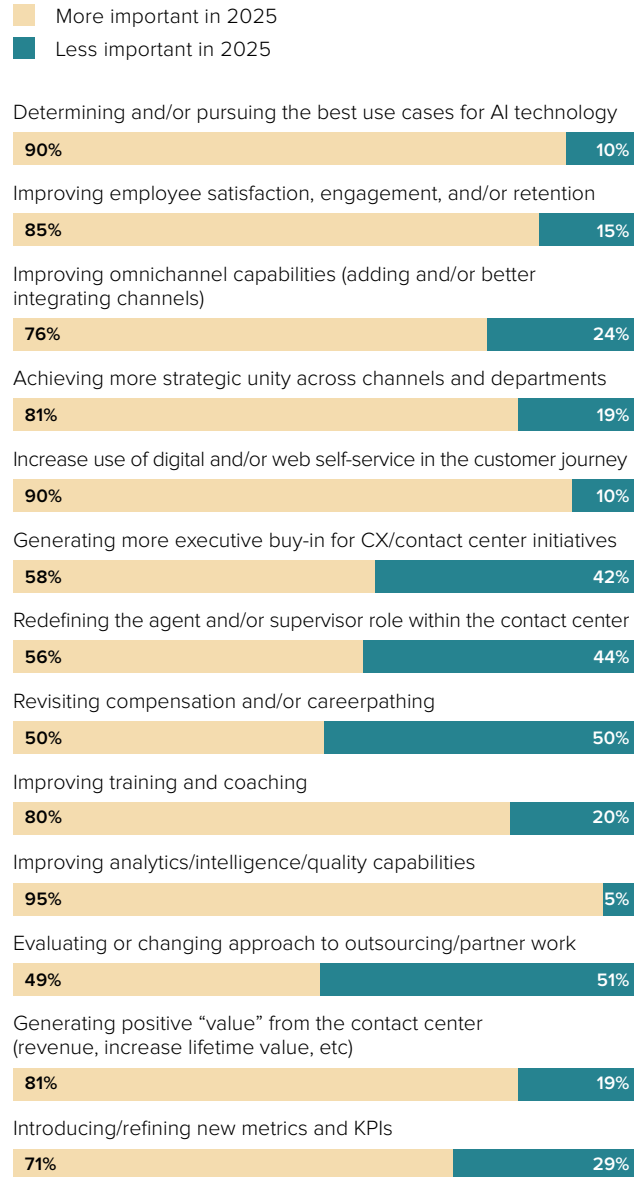 More important in 2025
Less important in 2025
Determining and/or pursuing the best use cases for AI technology
90% 10%
Improving employee satisfaction, engagement, and/or retention
85% 15%
Improving omnichannel capabilities (adding and/or better
integrating channels)
76% 24%
Achieving more strategic unity across channels and departments
81% 19%
Increase use of digital and/or web self-service in the customer journey
90% 10%
Generating more executive buy-in for CX/contact center initiatives
58% 42%
Redefining the agent and/or supervisor role within the contact center
56% 44%
Revisiting compensation and/or careerpathing
50% 50%
Improving training and coaching
80% 20%
Improving analytics/intelligence/quality capabilities
95% 5%
Evaluating or changing approach to outsourcing/partner work
49% 51%
Generating positive “value” from the contact center
(revenue, increase lifetime value, etc)
81% 19%
Introducing/refining new metrics and KPIs
71% 29%